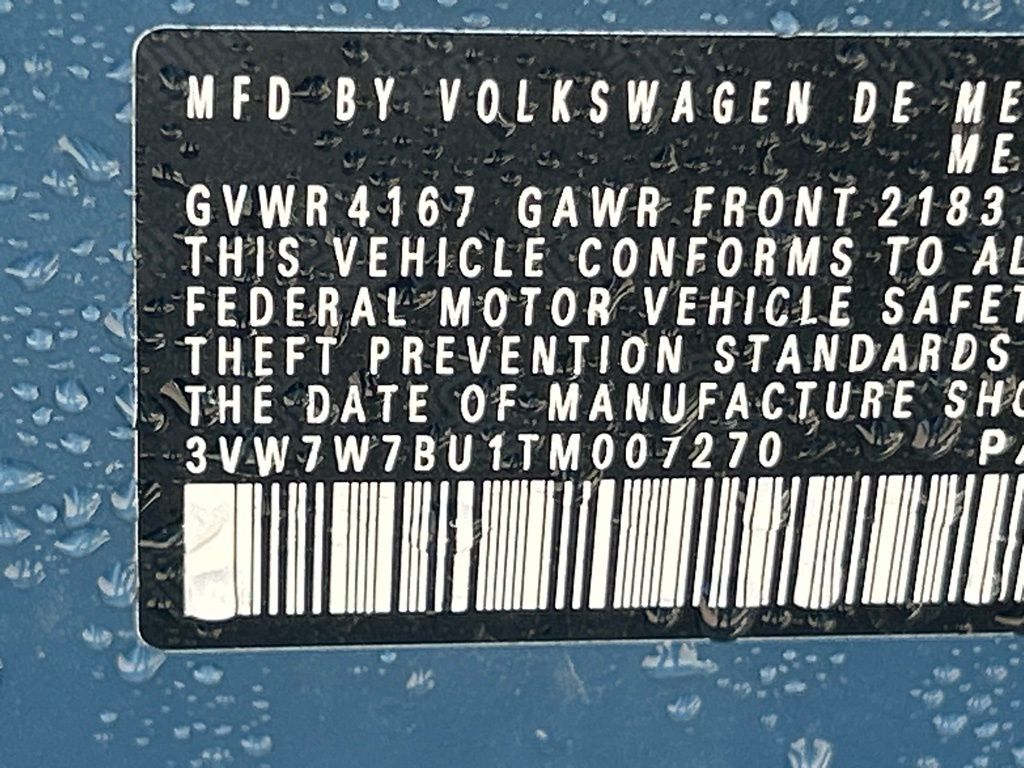 MFD BY VOLKSWAGEN DE ME
ME
GVWR 4167 GAWR FRONT 2183
THIS VEHICLE CONFORMS TO AL
FEDERAL MOTOR VEHICLE SAFET
THEFT PREVENTION STANDARDS
THE DATE OF MANUFACTURE SHO
3VW7W7BU1TM007270 PA